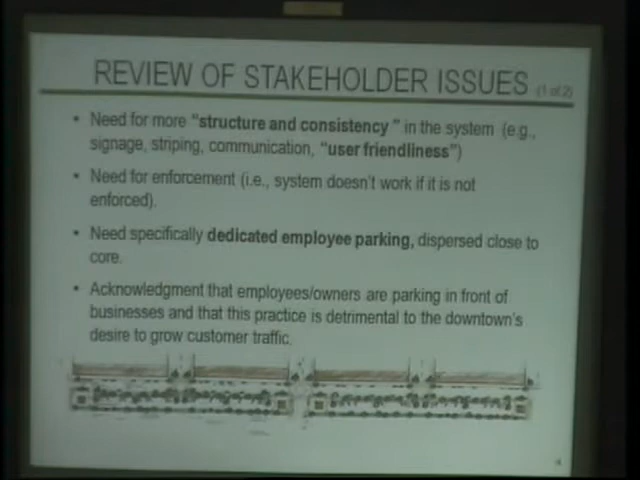 REVIEW OF STAKEHOLDER ISSUES (1 of 2)
• Need for more "structure and consistency " in the system (e.g.,
signage, striping, communication, "user friendliness")
• Need for enforcement (i.e., system doesn't work if it is not
enforced).
• Need specifically dedicated employee parking, dispersed close to
core.
• Acknowledgment that employees/owners are parking in front of
businesses and that this practice is detrimental to the downtown's
desire to grow customer traffic.